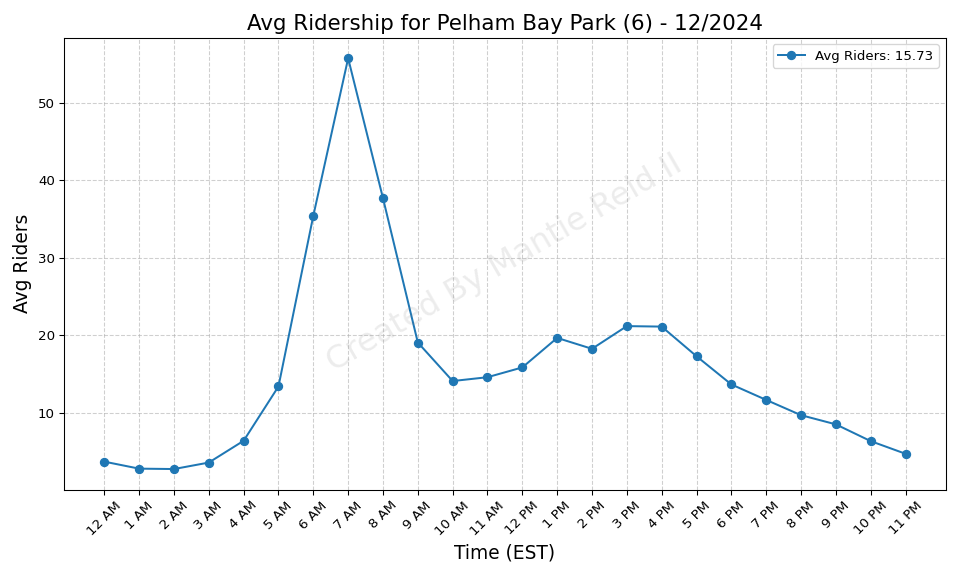 Avg Ridership for Pelham Bay Park (6) - 12/2024
Avg Riders: 15.73
Avg Riders
50
40
30
20
10
Created By Mantie Reid II
12 AM
1 AM
2 AM
3 AM
4 AM
5 AM
6 AM
7 AM
8 AM
9 AM
10 AM
11 AM
12 PM
1 PM
2 PM
3 PM
4 PM
5 PM
6 PM
7 PM
8 PM
9 PM
10 PM
11 PM
Time (EST)